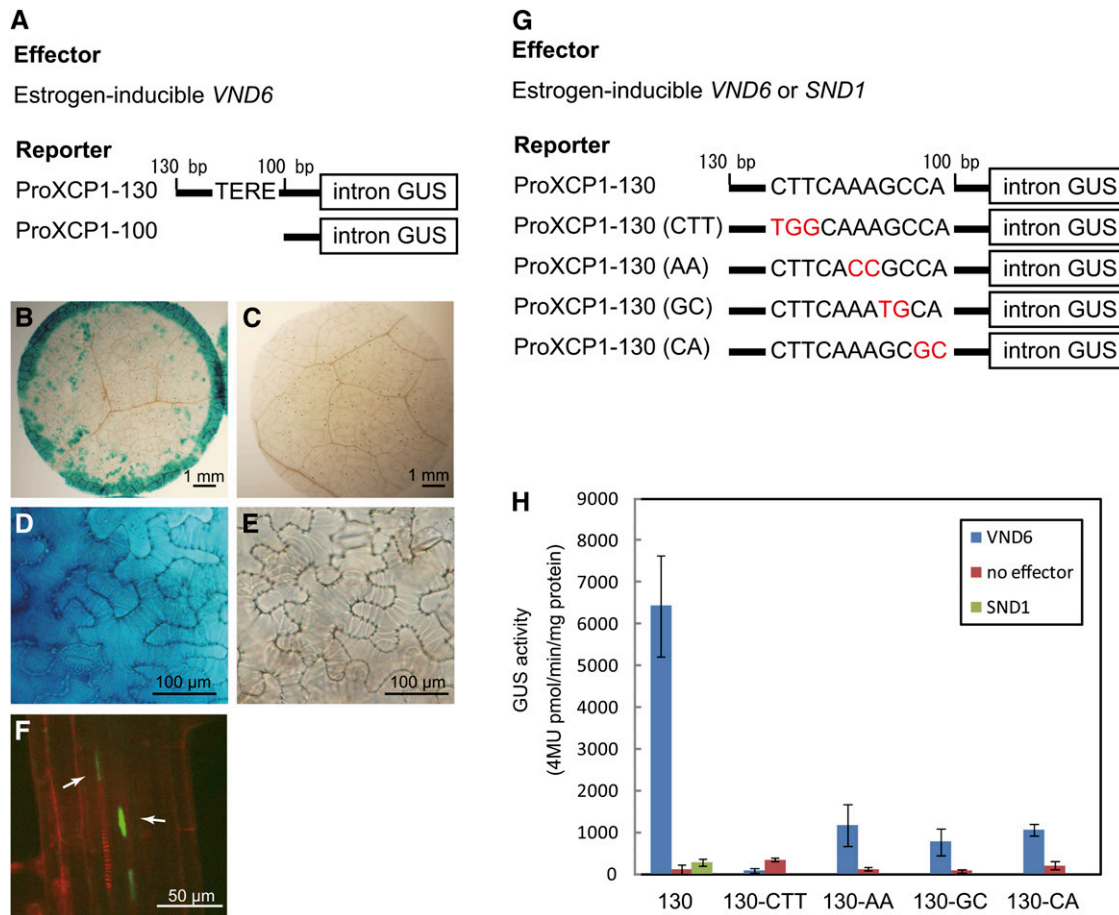 A
Effector
Estrogen-inducible VND6
Reporter
130 bp 100 bp
ProXCP1-130 TERE intron GUS
ProXCP1-100 intron GUS
B
1 mm
C
1 mm
D
100 µm
E
100 µm
F
50 µm
G
Effector
Estrogen-inducible VND6 or SND1
Reporter
130 bp 100 bp
ProXCP1-130 CTTCAAAGCCA intron GUS
ProXCP1-130 (CTT) TGGCAAAGCCA intron GUS
ProXCP1-130 (AA) CTTCACCGCCA intron GUS
ProXCP1-130 (GC) CTTCAAATGCA intron GUS
ProXCP1-130 (CA) CTTCAAAGCGC intron GUS
H
GUS activity
(4MU pmol/min/mg protein)
9000
8000
7000
6000
5000
4000
3000
2000
1000
0
VND6
no effector
SND1
130 130-CTT 130-AA 130-GC 130-CA